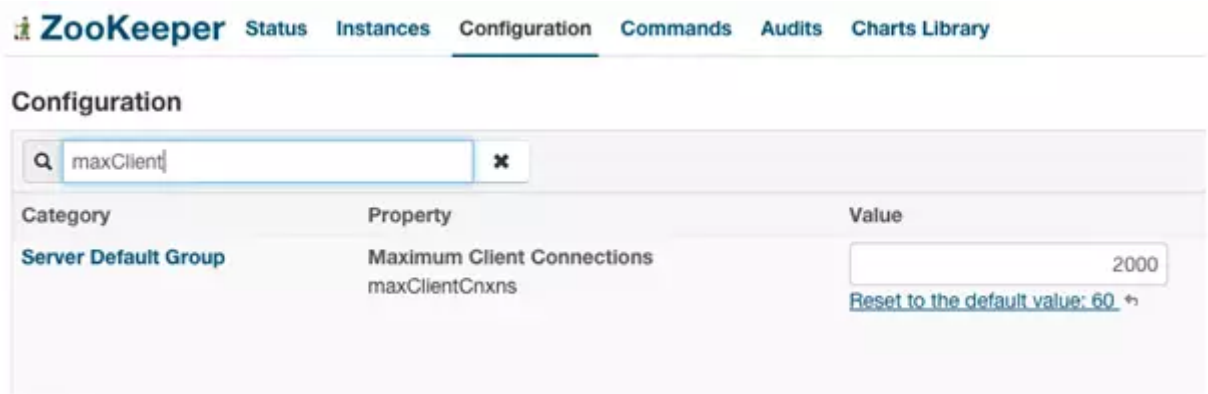 ZooKeeper Status Instances Configuration Commands Audits Charts Library
Configuration
maxClient
Category Property Value
Server Default Group Maximum Client Connections 2000
maxClientCnxns
Reset to the default value: 60